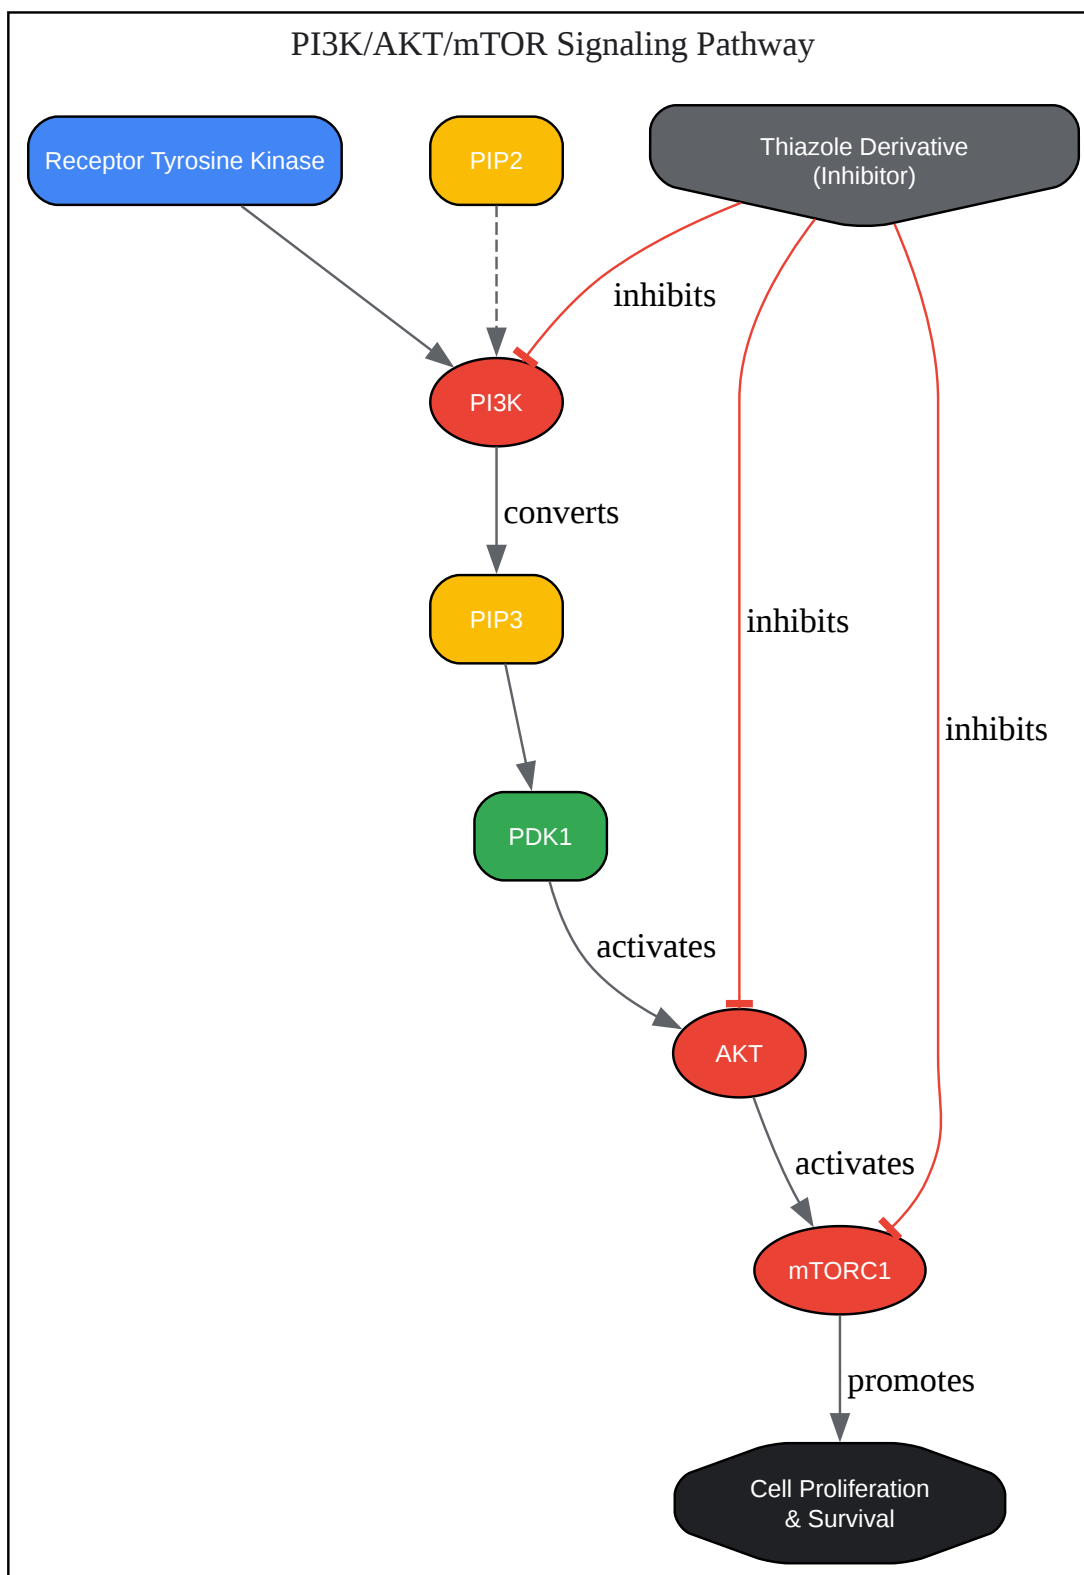 PI3K/AKT/mTOR Signaling Pathway
Receptor Tyrosine Kinase
PIP2
Thiazole Derivative
(Inhibitor)
inhibits
PI3K
converts
PIP3
inhibits
inhibits
PDK1
activates
AKT
activates
mTORC1
promotes
Cell Proliferation
& Survival